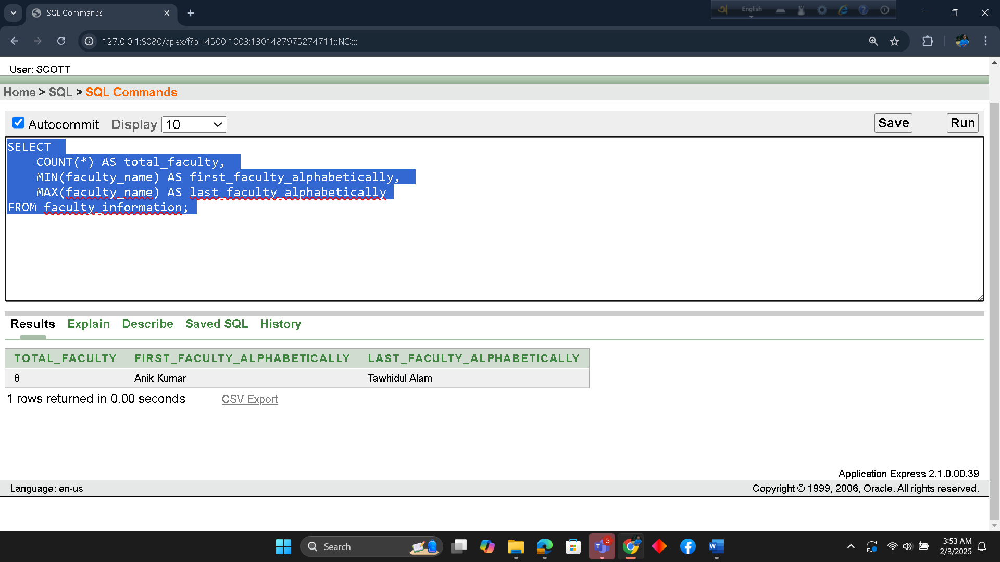 SQL Commands
English
127.0.0.1:8080/apex/f?p=4500:1003:1301487975274711::NO:::
User: SCOTT
Home > SQL > SQL Commands
Autocommit Display 10 Save Run
SELECT
COUNT(*) AS total_faculty,
MIN(faculty_name) AS first_faculty_alphabetically,
MAX(faculty_name) AS last_faculty_alphabetically
FROM faculty_information;
Results Explain Describe Saved SQL History
TOTAL_FACULTY FIRST_FACULTY_ALPHABETICALLY LAST_FACULTY_ALPHABETICALLY
8 Anik Kumar Tawhidul Alam
1 rows returned in 0.00 seconds CSV Export
Application Express 2.1.0.00.39
Language: en-us Copyright © 1999, 2006, Oracle. All rights reserved.
Search 5 3:53 AM
2/3/2025